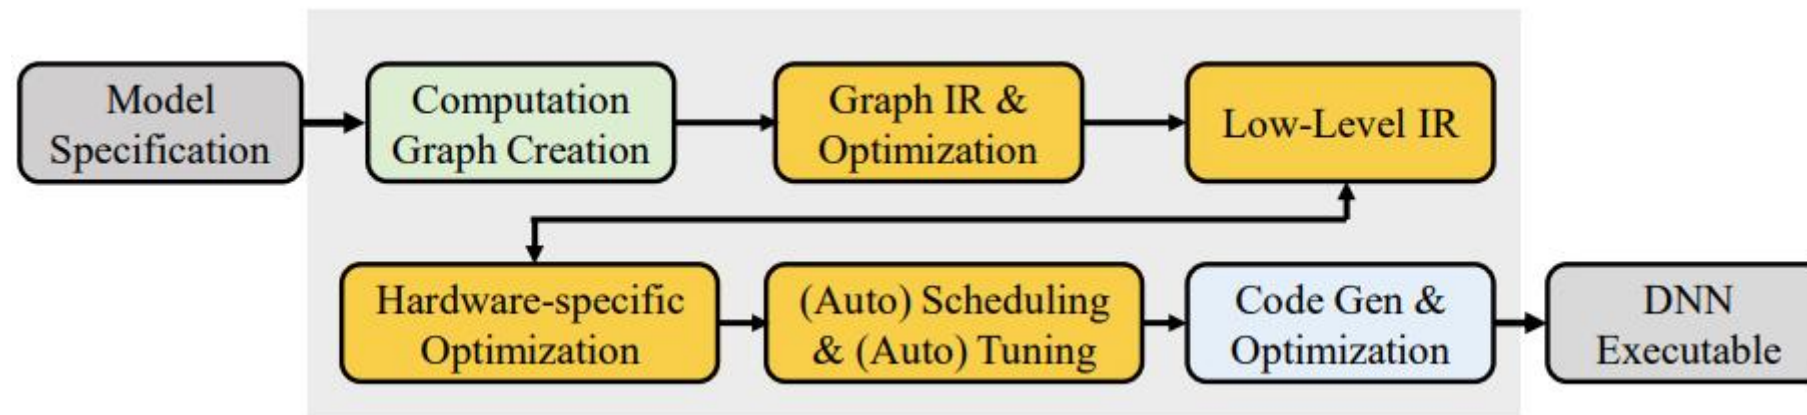 Model
Specification
Computation
Graph Creation
Graph IR &
Optimization
Low-Level IR
Hardware-specific
Optimization
(Auto) Scheduling
& (Auto) Tuning
Code Gen &
Optimization
DNN
Executable